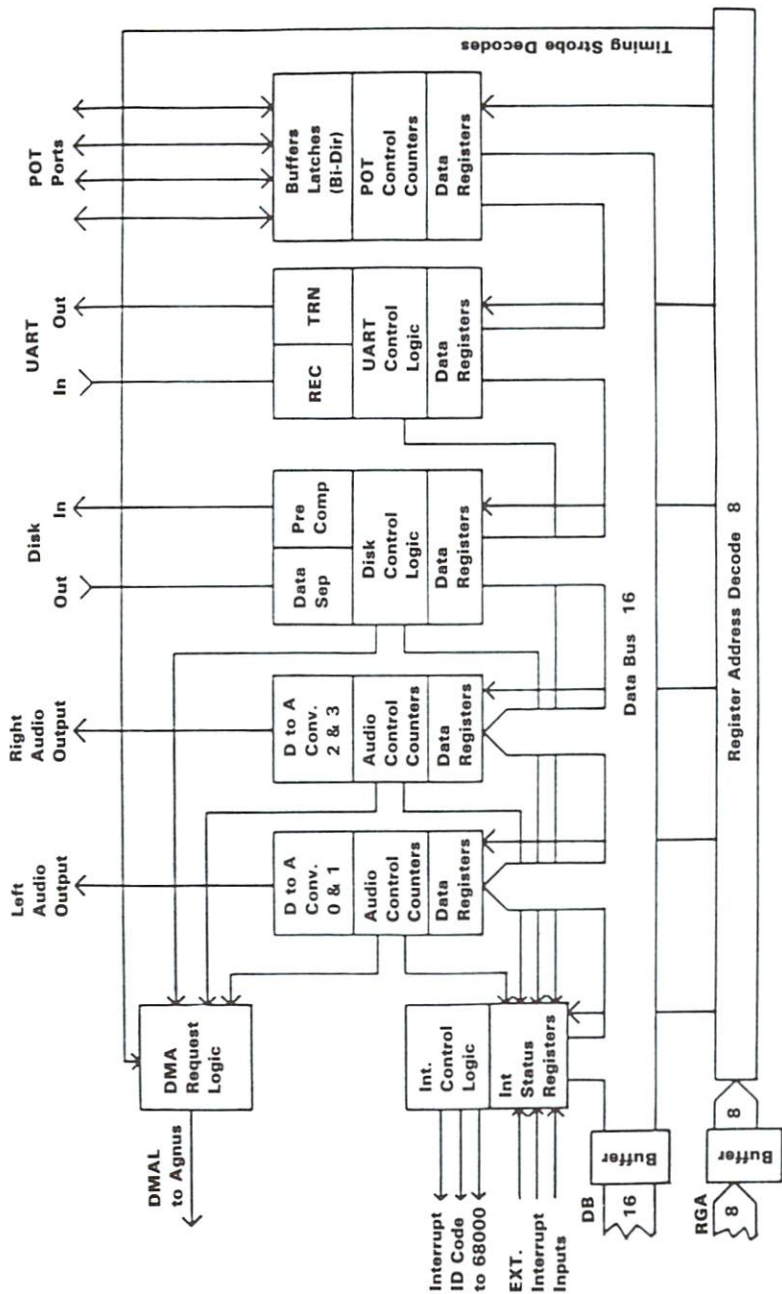 Left
Audio
Output
Right
Audio
Output
Disk
Out
In
UART
In
Out
POT
Ports
DMAL
to Agnus
DMA
Request
Logic
D to A
Conv.
0 & 1
Audio
Control
Counters
Data
Registers
D to A
Conv.
2 & 3
Audio
Control
Counters
Data
Registers
Data
Sep
Pre
Comp
Disk
Control
Logic
Data
Registers
REC
TRN
UART
Control
Logic
Data
Registers
Buffers
Latches
(Bi-Dir)
POT
Control
Counters
Data
Registers
Timing Strobe Decodes
Interrupt
ID Code
to 68000
EXT.
Interrupt
Inputs
Int.
Control
Logic
Int
Status
Registers
DB
16
Buffer
Data Bus 16
RGA
8
Buffer
8
Register Address Decode 8